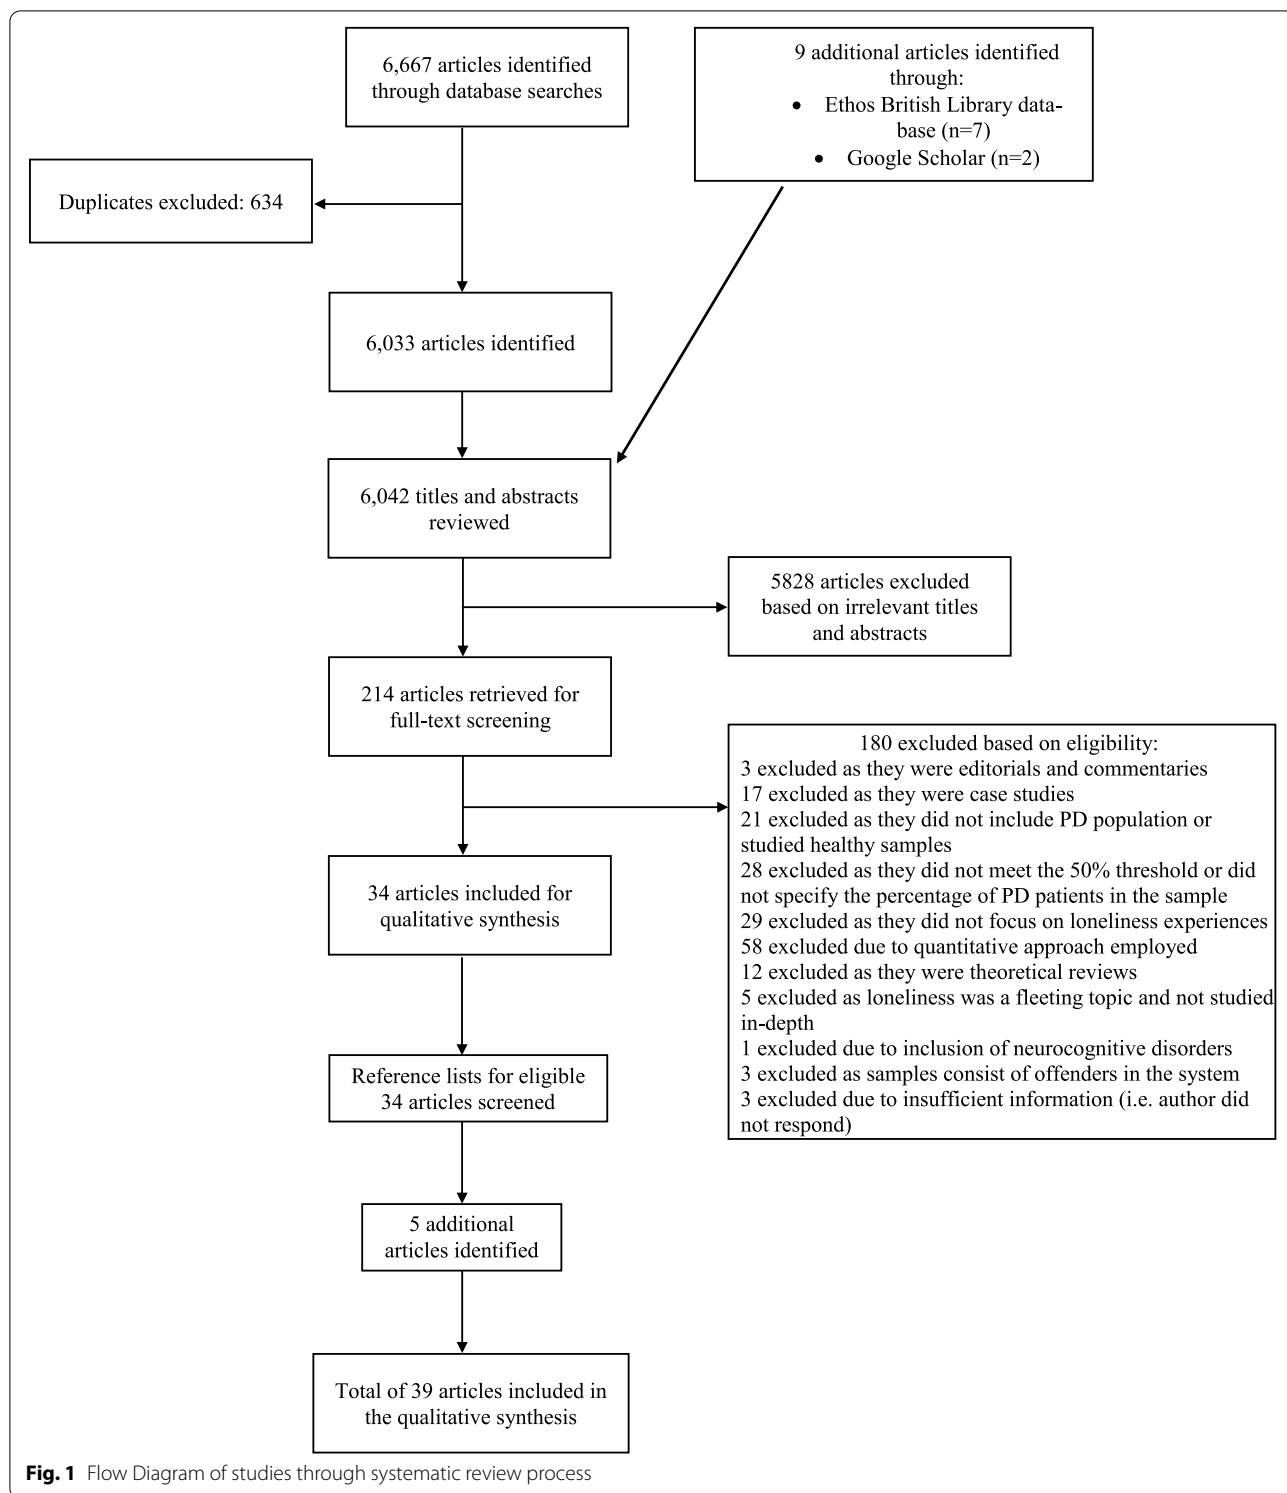 6,667 articles identified
through database searches
9 additional articles identified
through:
• Ethos British Library data-
base (n=7)
• Google Scholar (n=2)
Duplicates excluded: 634
6,033 articles identified
6,042 titles and abstracts
reviewed
5828 articles excluded
based on irrelevant titles
and abstracts
214 articles retrieved for
full-text screening
180 excluded based on eligibility:
3 excluded as they were editorials and commentaries
17 excluded as they were case studies
21 excluded as they did not include PD population or
studied healthy samples
28 excluded as they did not meet the 50% threshold or did
not specify the percentage of PD patients in the sample
29 excluded as they did not focus on loneliness experiences
58 excluded due to quantitative approach employed
12 excluded as they were theoretical reviews
5 excluded as loneliness was a fleeting topic and not studied
in-depth
1 excluded due to inclusion of neurocognitive disorders
3 excluded as samples consist of offenders in the system
3 excluded due to insufficient information (i.e. author did
not respond)
34 articles included for
qualitative synthesis
Reference lists for eligible
34 articles screened
5 additional
articles identified
Total of 39 articles included in
the qualitative synthesis
Fig. 1 Flow Diagram of studies through systematic review process